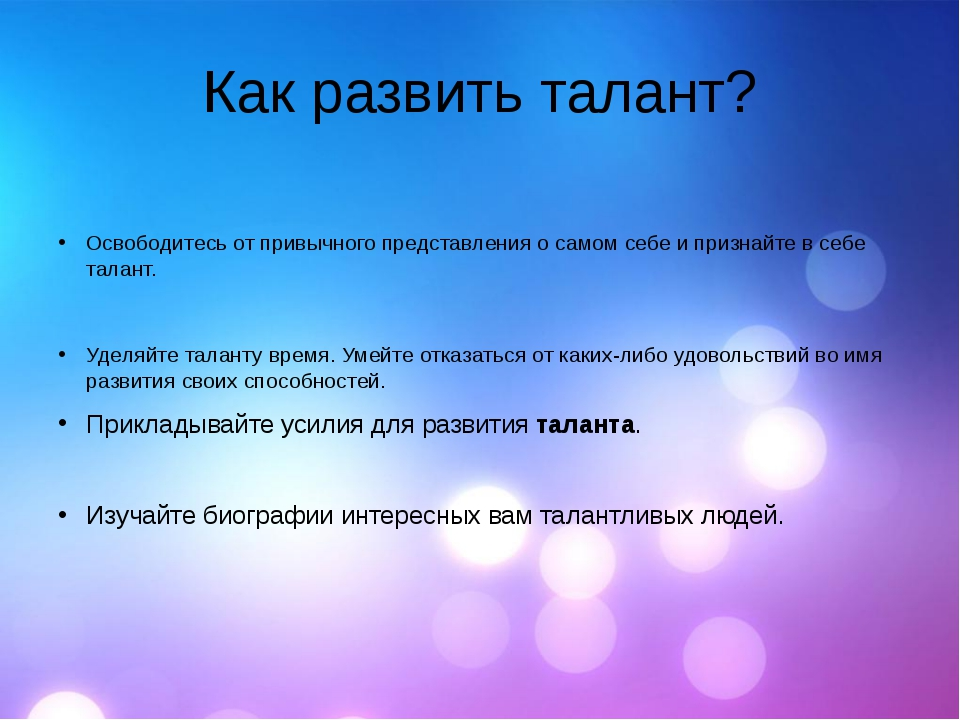 Как развить талант?
• Освободитесь от привычного представления о самом себе и признайте в себе
талант.
• Уделяйте таланту время. Умейте отказаться от каких-либо удовольствий во имя
развития своих способностей.
• Прикладывайте усилия для развития таланта.
• Изучайте биографии интересных вам талантливых людей.